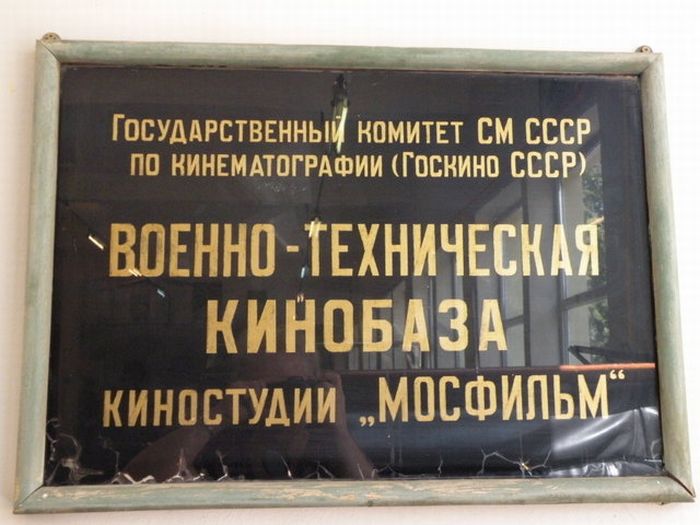 Государственный комитет СМ СССР
по кинематографии (Госкино СССР)
ВОЕННО-ТЕХНИЧЕСКАЯ
КИНОБАЗА
киностудии „МОСФИЛЬМ“